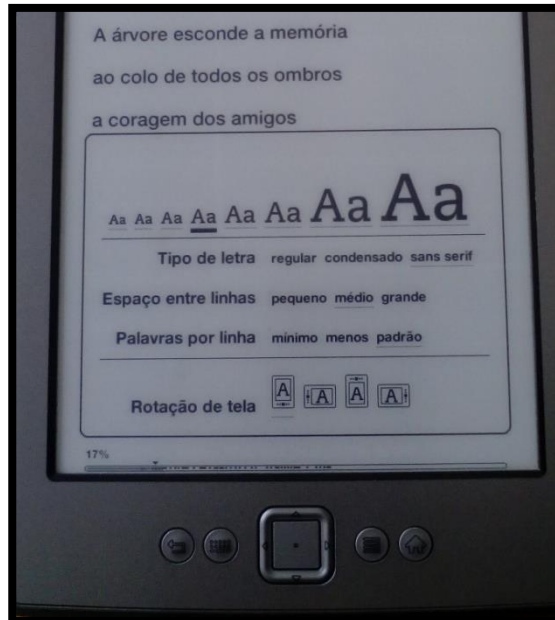 A árvore esconde a memória
ao colo de todos os ombros
a coragem dos amigos
Aa Aa Aa Aa Aa Aa Aa Aa
Tipo de letra regular condensado sans serif
Espaço entre linhas pequeno médio grande
Palavras por linha mínimo menos padrão
Rotação de tela A A A A
17%